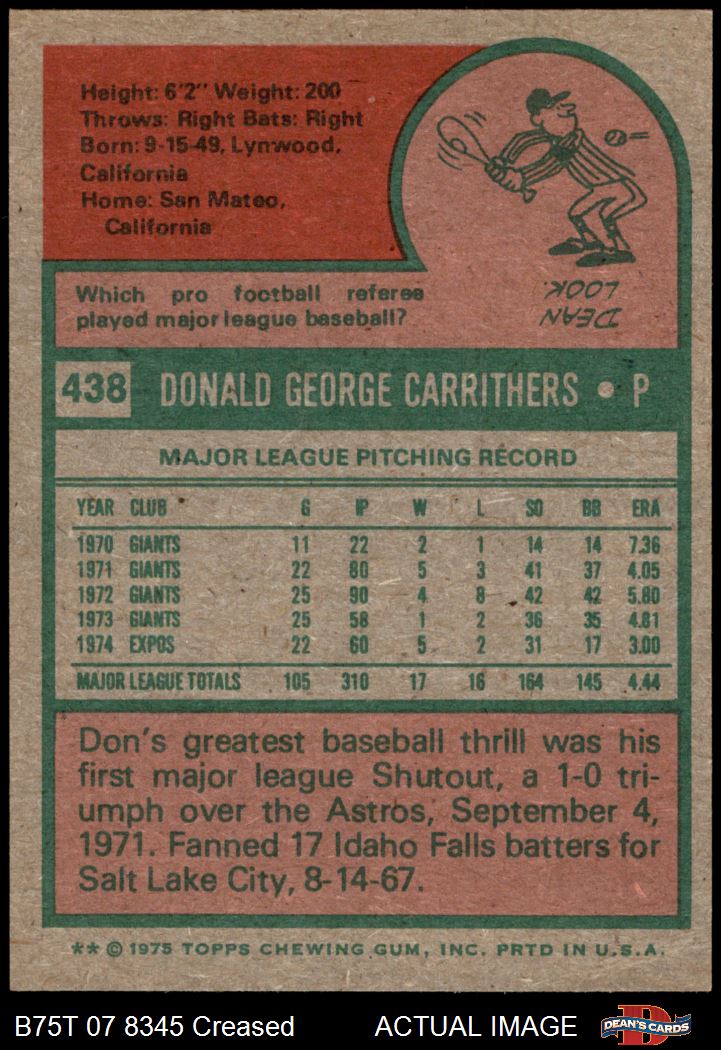 Height: 6'2" Weight: 200
Throws: Right Bats: Right
Born: 9-15-49, Lynwood,
California
Home: San Mateo,
California
Which pro football referee
played major league baseball?
DEAN
LOOK.
438 DONALD GEORGE CARRITHERS • P
MAJOR LEAGUE PITCHING RECORD
YEAR CLUB G IP W L SO BB ERA
1970 GIANTS 11 22 2 1 14 14 7.36
1971 GIANTS 22 80 5 3 41 37 4.05
1972 GIANTS 25 90 4 8 42 42 5.80
1973 GIANTS 25 58 1 2 36 35 4.81
1974 EXPOS 22 60 5 2 31 17 3.00
MAJOR LEAGUE TOTALS 105 310 17 16 164 145 4.44
Don's greatest baseball thrill was his
first major league Shutout, a 1-0 tri-
umph over the Astros, September 4,
1971. Fanned 17 Idaho Falls batters for
Salt Lake City, 8-14-67.
** © 1975 TOPPS CHEWING GUM, INC. PRTD IN U.S.A.
B75T 07 8345 Creased ACTUAL IMAGE DEAN'S CARDS